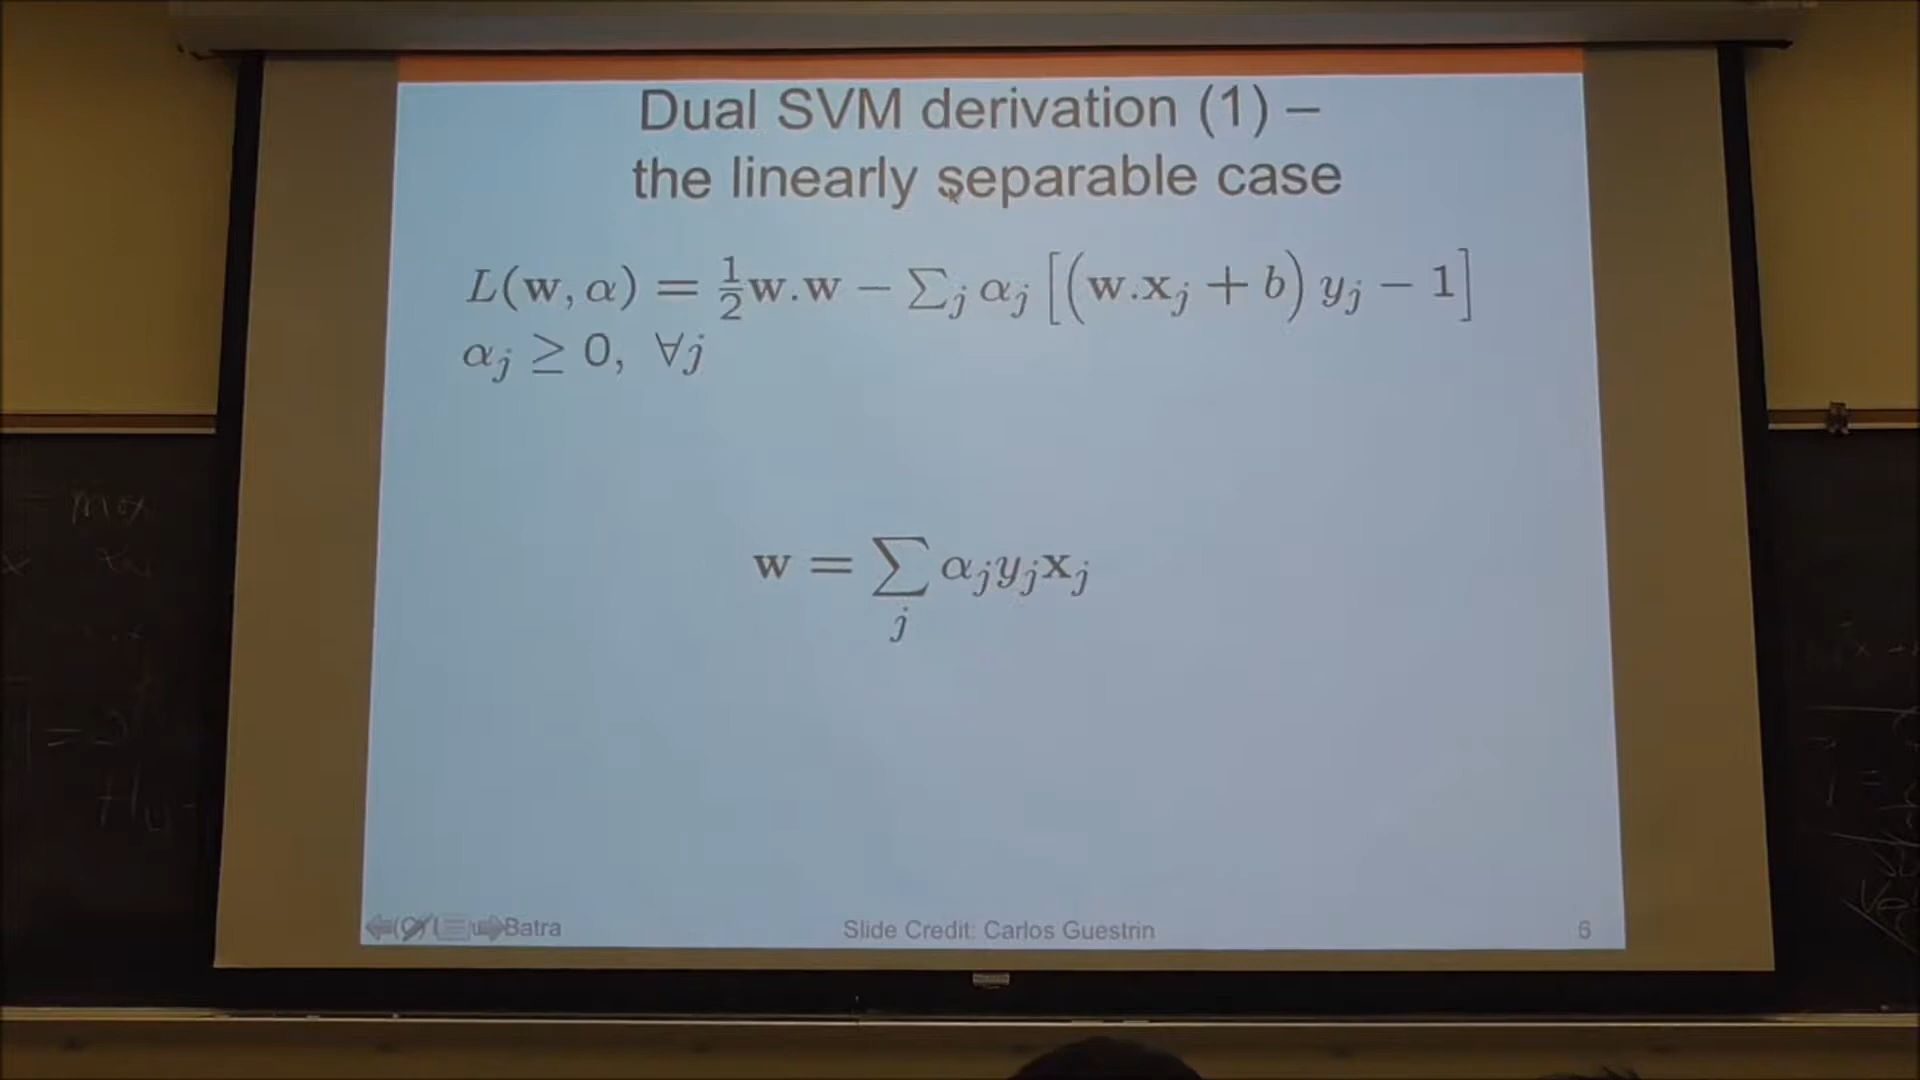 Dual SVM derivation (1) –
the linearly separable case
L(w, α) = ½w.w − ∑ⱼ αⱼ [(w.xⱼ + b) yⱼ − 1]
αⱼ ≥ 0, ∀j
w = ∑ⱼ αⱼyⱼxⱼ
Batra
Slide Credit: Carlos Guestrin
6
max